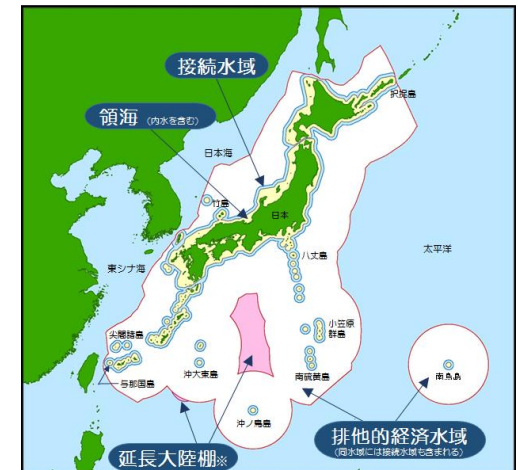 接続水域
領海 (内水を含む)
択捉島
日本海
竹島
日本
太平洋
東シナ海
八丈島
尖閣諸島
小笠原
群島
与那国島
沖大東島
南硫黄島
南鳥島
沖ノ鳥島
排他的経済水域
(同水域には接続水域も含まれる)
延長大陸棚※